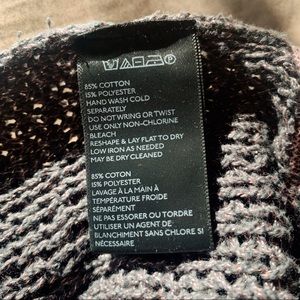 85% COTTON
15% POLYESTER
HAND WASH COLD
SEPARATELY
DO NOT WRING OR TWIST
USE ONLY NON-CHLORINE
BLEACH
RESHAPE & LAY FLAT TO DRY
LOW IRON AS NEEDED
MAY BE DRY CLEANED
85% COTTON
15% POLYESTER
LAVAGE À LA MAIN À
TEMPÉRATURE FROIDE
SÉPARÉMENT
NE PAS ESSORER OU TORDRE
UTILISER UN AGENT DE
BLANCHIMENT SANS CHLORE SI
NÉCESSAIRE